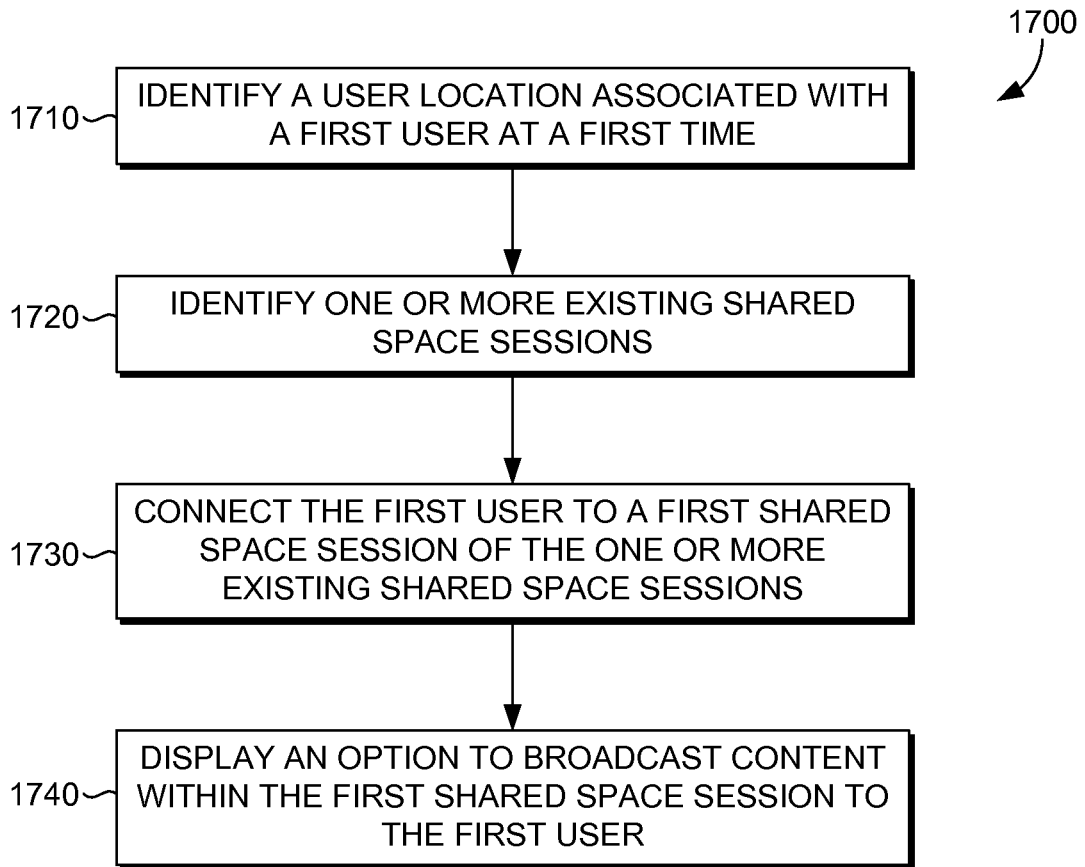 1700
1710
IDENTIFY A USER LOCATION ASSOCIATED WITH
A FIRST USER AT A FIRST TIME
1720
IDENTIFY ONE OR MORE EXISTING SHARED
SPACE SESSIONS
1730
CONNECT THE FIRST USER TO A FIRST SHARED
SPACE SESSION OF THE ONE OR MORE
EXISTING SHARED SPACE SESSIONS
1740
DISPLAY AN OPTION TO BROADCAST CONTENT
WITHIN THE FIRST SHARED SPACE SESSION TO
THE FIRST USER